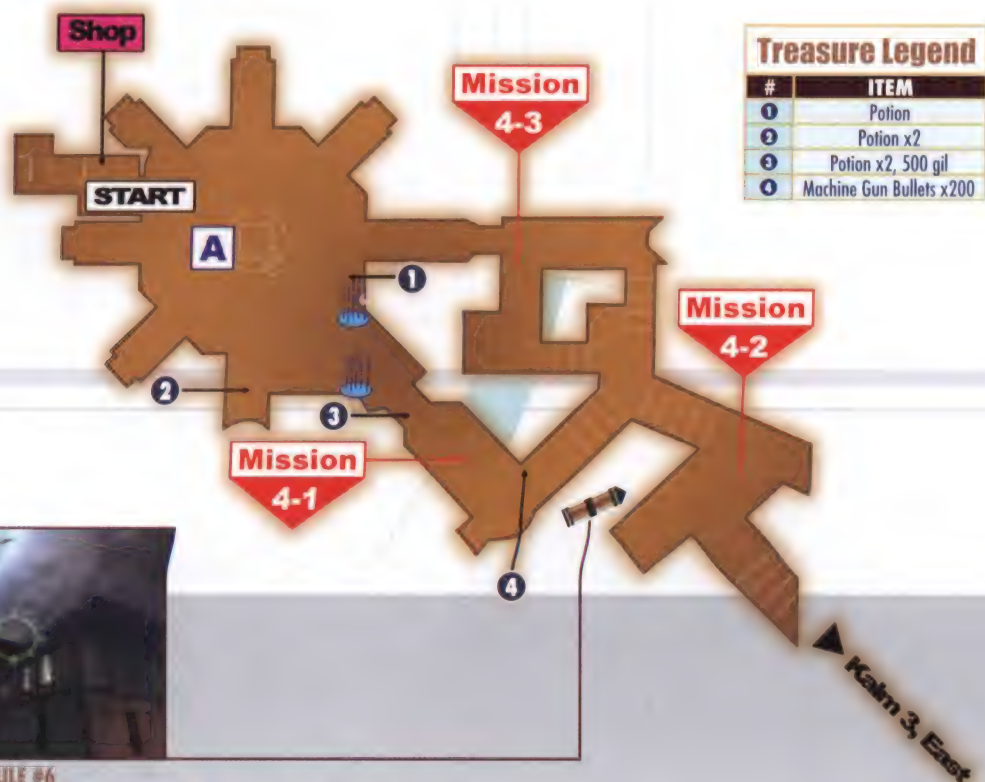 Shop
START
A
Mission
4-3
Treasure Legend
# ITEM
1 Potion
2 Potion x2
3 Potion x2, 500 gil
4 Machine Gun Bullets x200
1
Mission
4-2
2
3
Mission
4-1
4
Kalm 3, East
#6